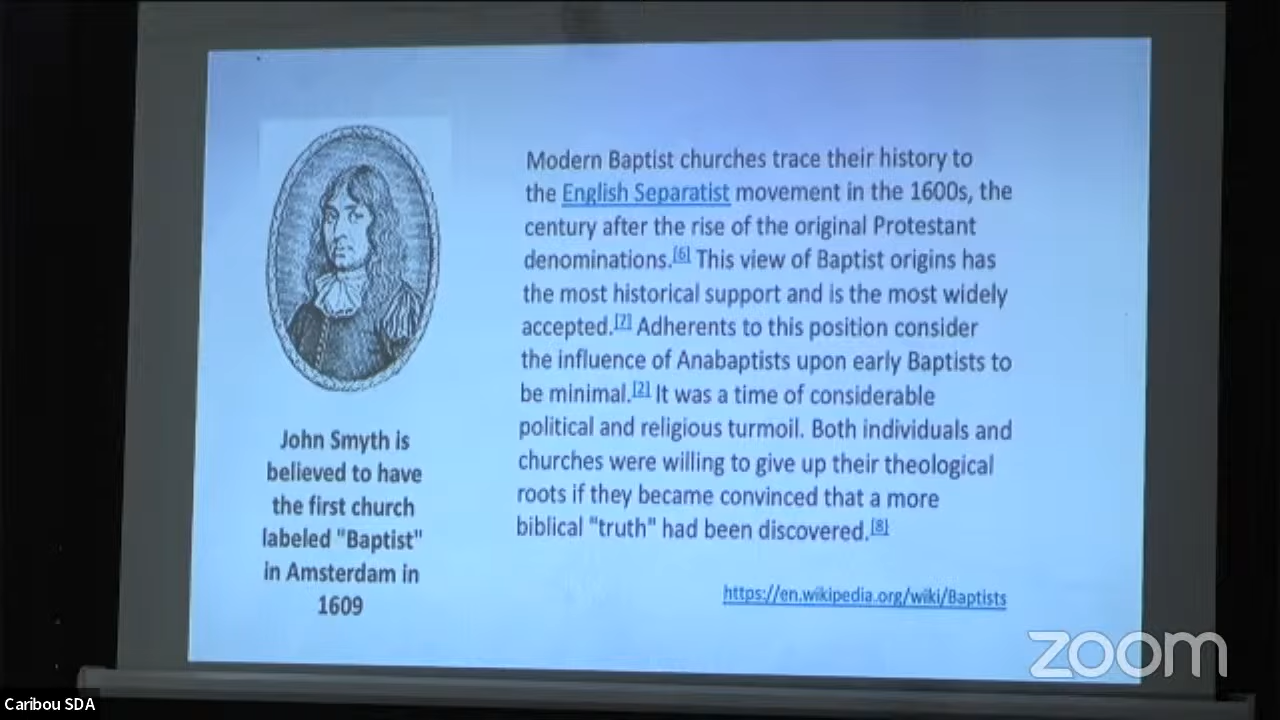 Modern Baptist churches trace their history to
the English Separatist movement in the 1600s, the
century after the rise of the original Protestant
denominations.[6] This view of Baptist origins has
the most historical support and is the most widely
accepted.[7] Adherents to this position consider
the influence of Anabaptists upon early Baptists to
be minimal.[2] It was a time of considerable
political and religious turmoil. Both individuals and
churches were willing to give up their theological
roots if they became convinced that a more
biblical "truth" had been discovered.[8]
John Smyth is
believed to have
the first church
labeled "Baptist"
in Amsterdam in
1609
https://en.wikipedia.org/wiki/Baptists
zoom
Caribou SDA